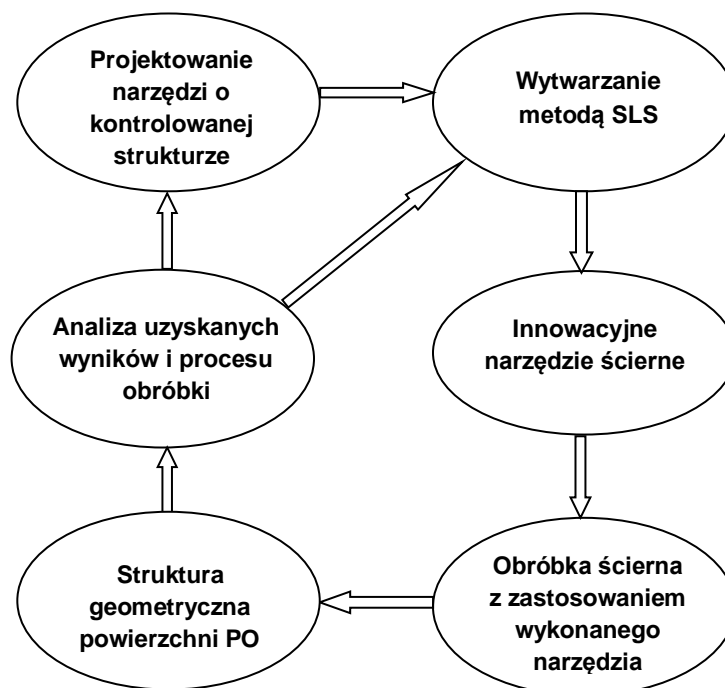 Projektowanie
narzędzi o
kontrolowanej
strukturze
Wytwarzanie
metodą SLS
Analiza uzyskanych
wyników i procesu
obróbki
Innowacyjne
narzędzie ścierne
Struktura
geometryczna
powierzchni PO
Obróbka ścierna
z zastosowaniem
wykonanego
narzędzia